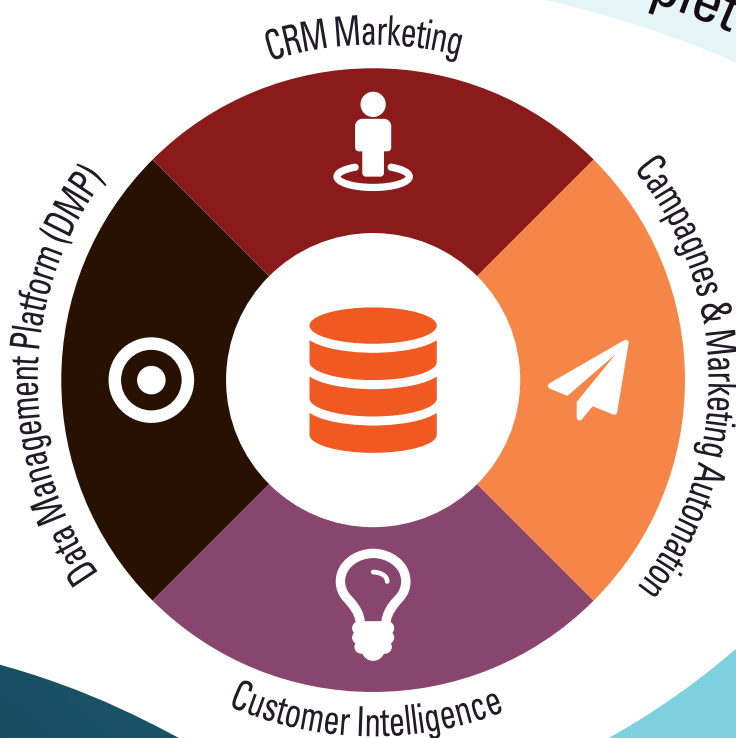 CRM Marketing
Campagnes & Marketing Automation
Customer Intelligence
Data Management Platform (DMP)